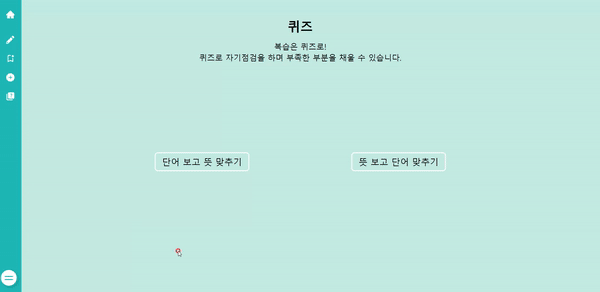 퀴즈
복습은 퀴즈로!
퀴즈로 자기점검을 하며 부족한 부분을 채울 수 있습니다.
단어 보고 뜻 맞추기
뜻 보고 단어 맞추기